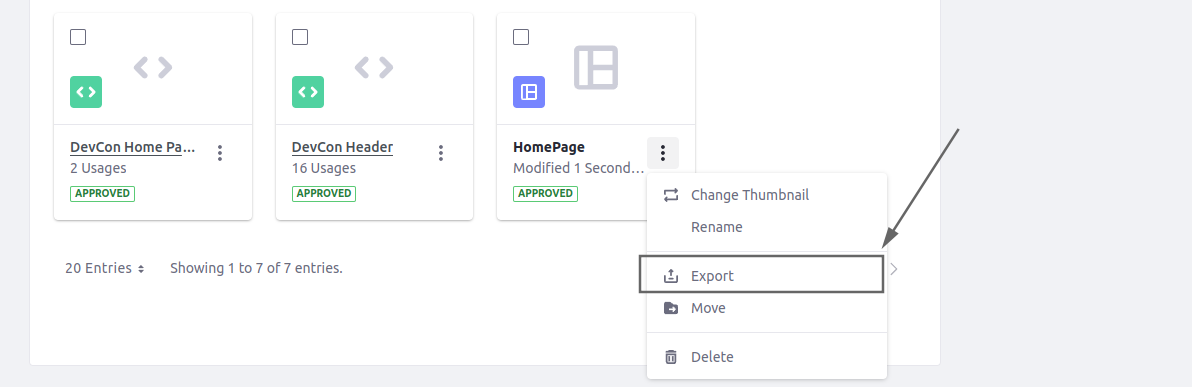 DevCon Home Pa...
2 Usages
APPROVED
DevCon Header
16 Usages
APPROVED
HomePage
Modified 1 Second...
APPROVED
Change Thumbnail
Rename
Export
Move
Delete
20 Entries
Showing 1 to 7 of 7 entries.